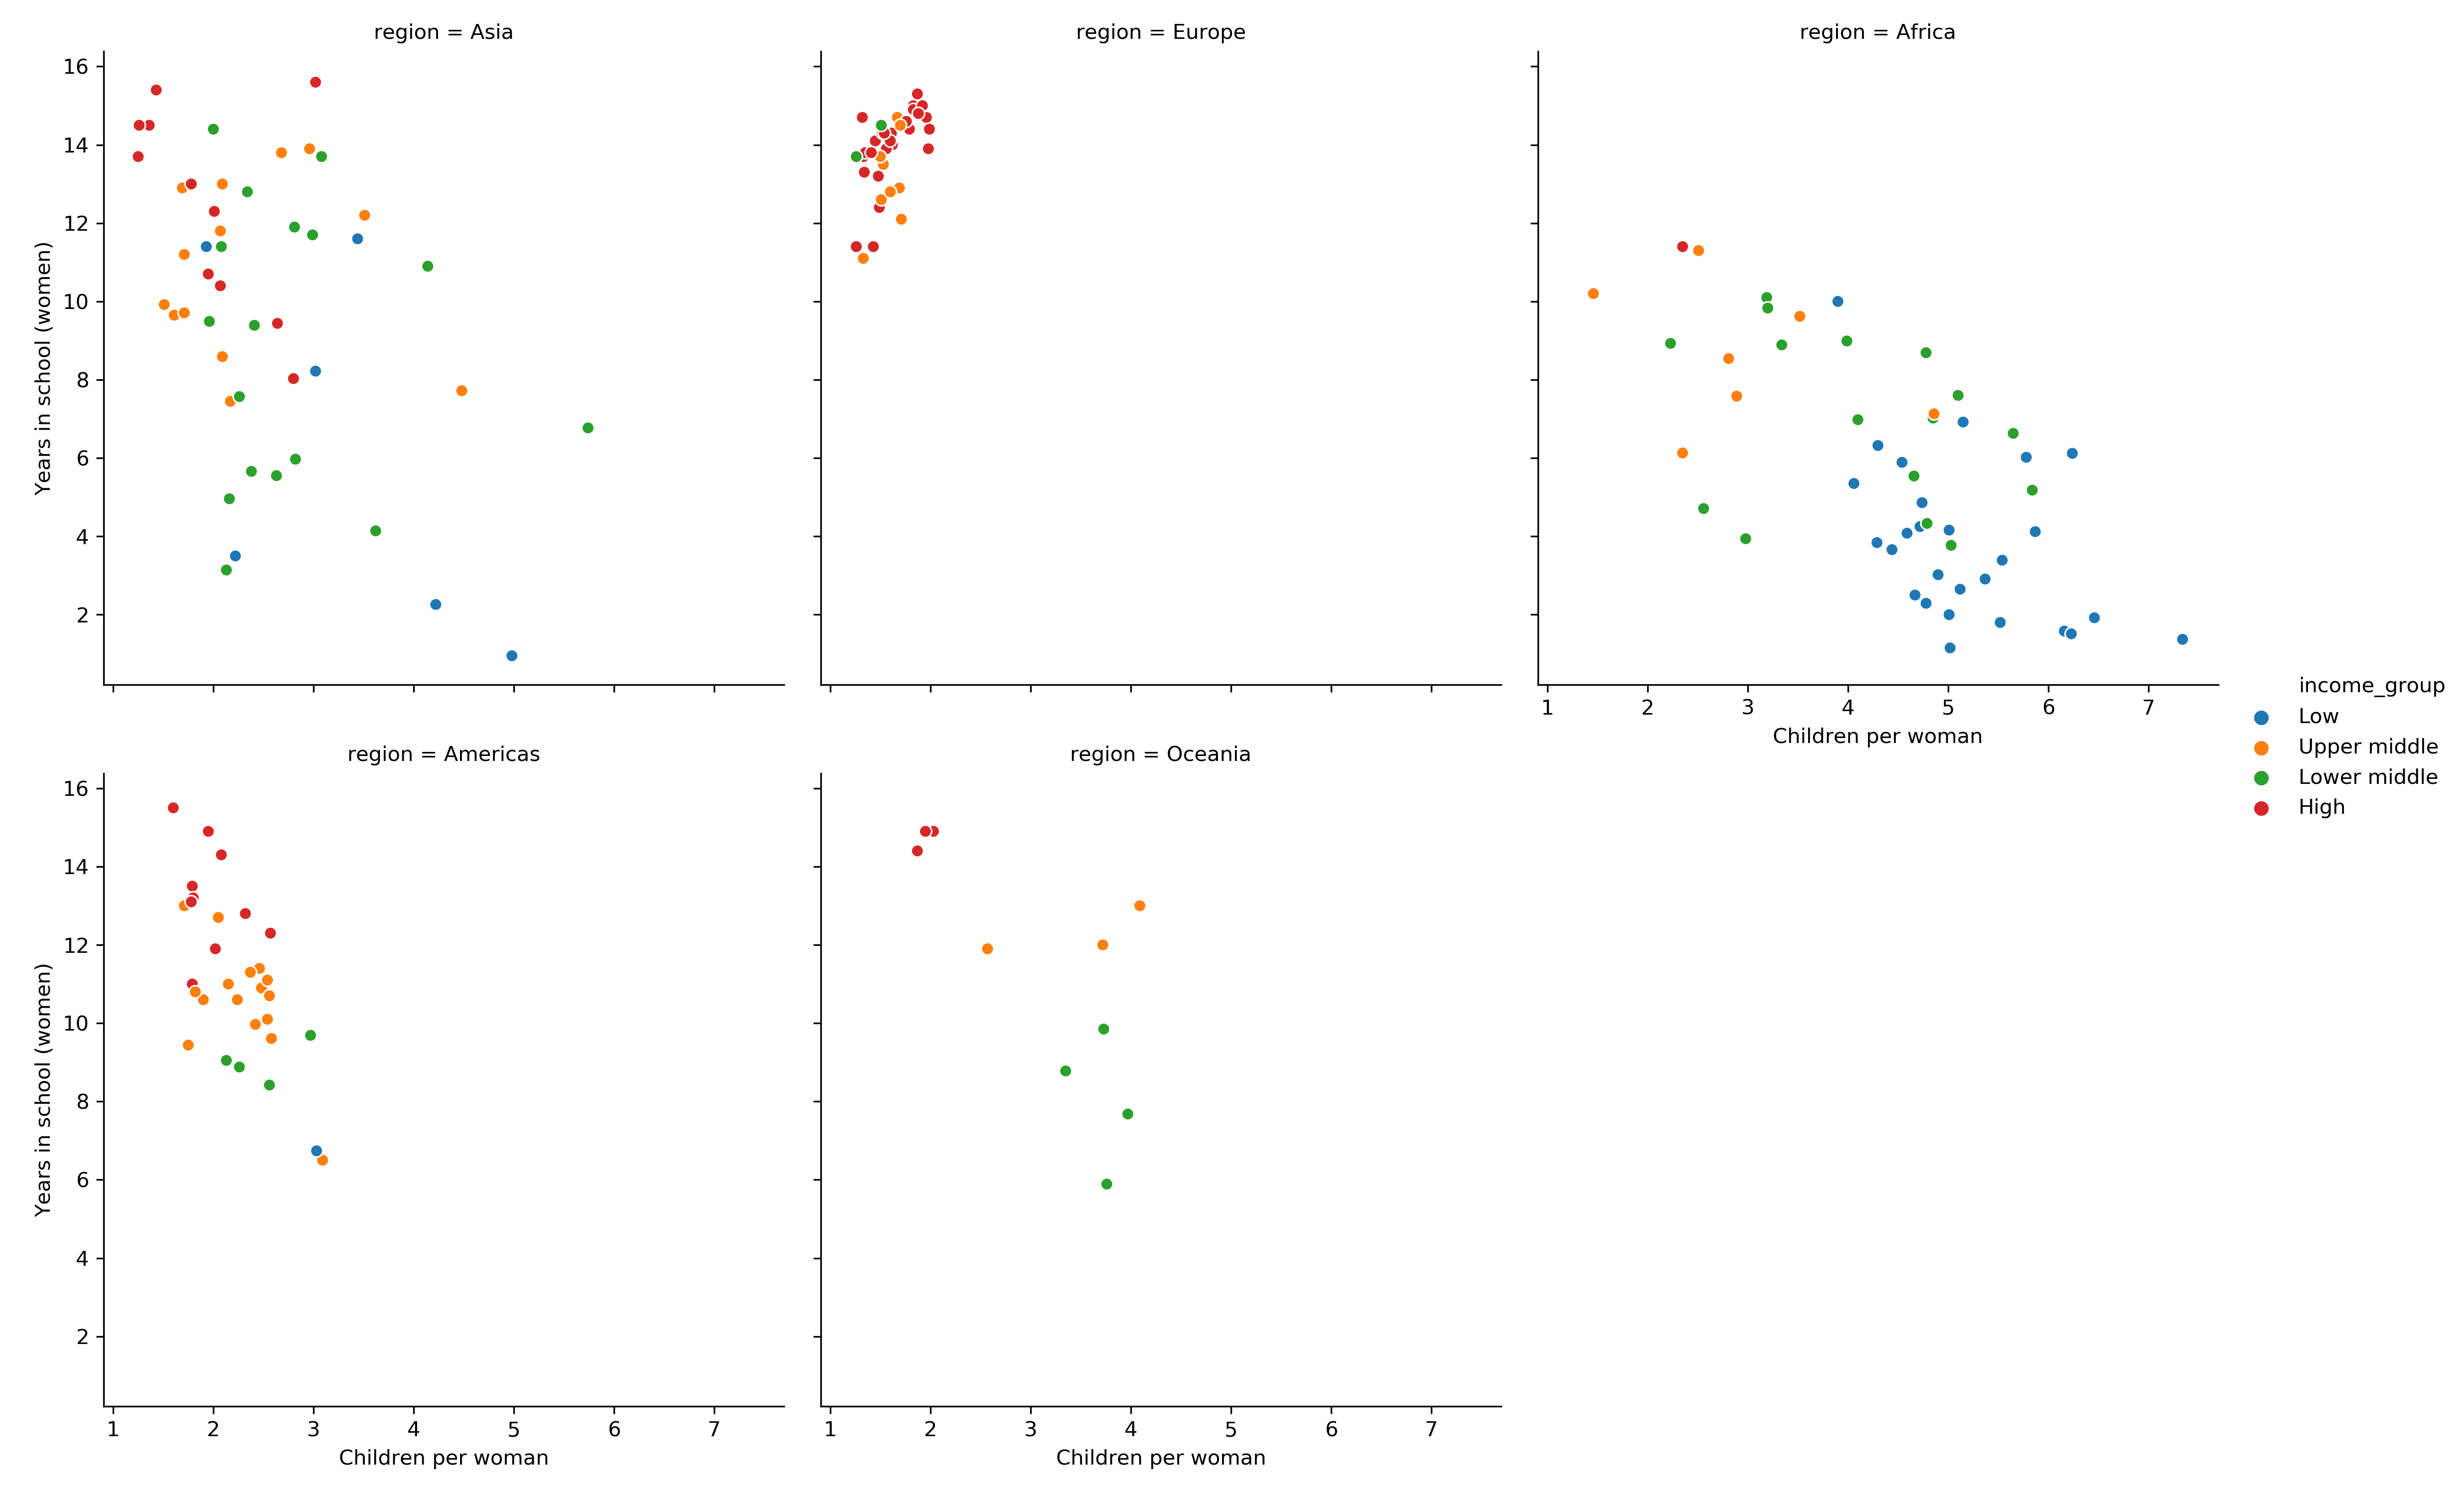 region = Asia
region = Europe
region = Africa
16
14
12
10
8
6
4
2
Years in school (women)
1 2 3 4 5 6 7
Children per woman
income_group
Low
Upper middle
Lower middle
High
region = Americas
region = Oceania
16
14
12
10
8
6
4
2
Years in school (women)
1 2 3 4 5 6 7
1 2 3 4 5 6 7
Children per woman
Children per woman